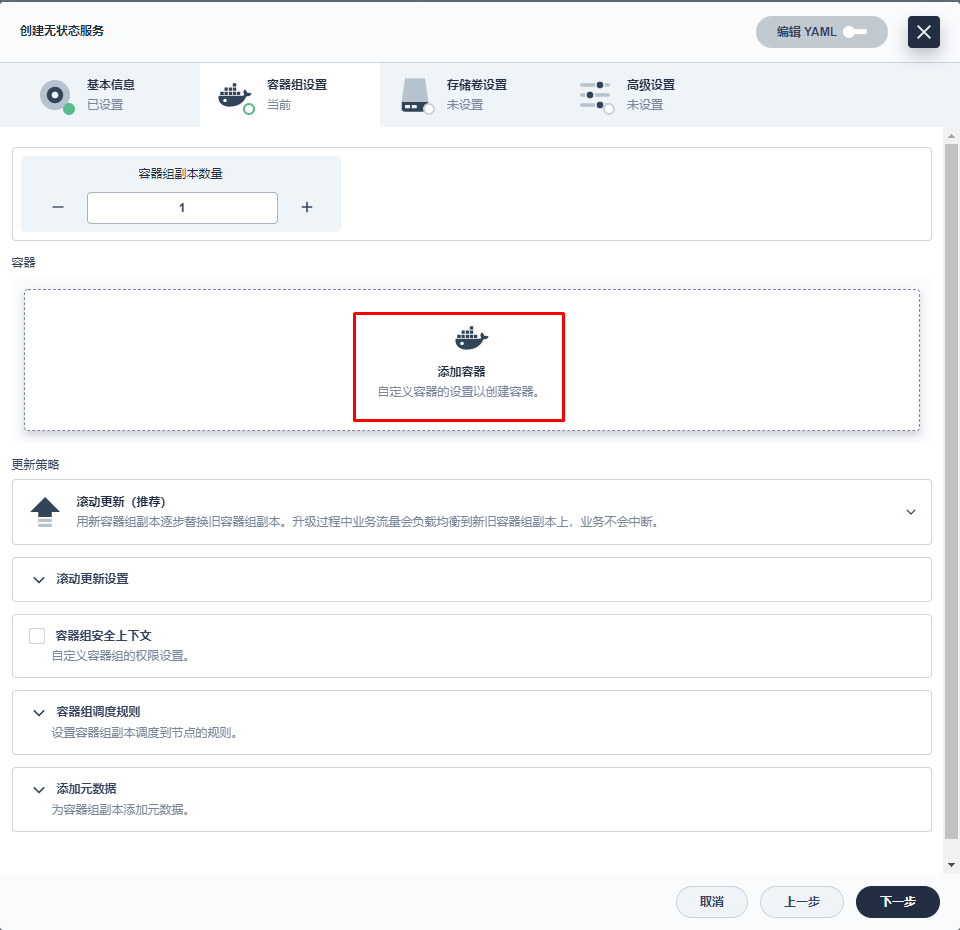 创建无状态服务
编辑 YAML
基本信息
已设置
容器组设置
当前
存储卷设置
未设置
高级设置
未设置
容器组副本数量
1
容器
添加容器
自定义容器的设置以创建容器。
更新策略
滚动更新（推荐）
用新容器组副本逐步替换旧容器组副本。升级过程中业务流量会负载均衡到新旧容器组副本上，业务不会中断。
滚动更新设置
容器组安全上下文
自定义容器组的权限设置。
容器组调度规则
设置容器组副本调度到节点的规则。
添加元数据
为容器组副本添加元数据。
取消
上一步
下一步